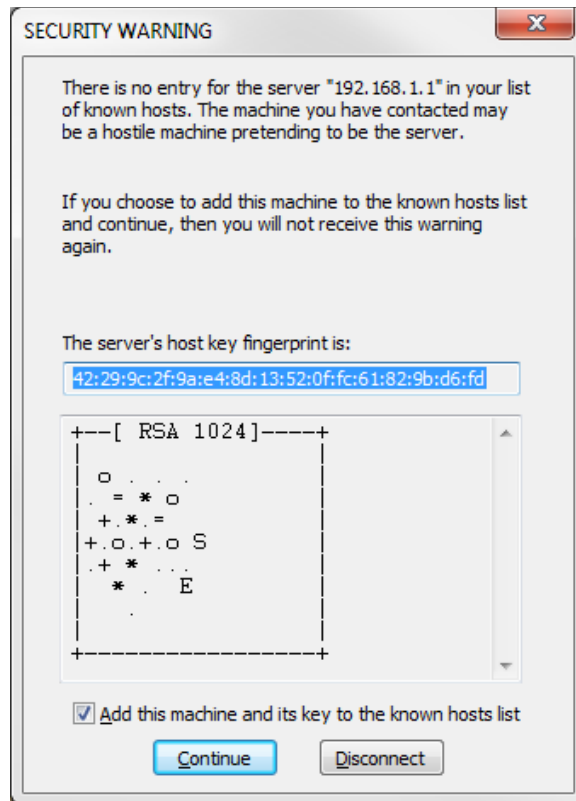 SECURITY WARNING
There is no entry for the server "192.168.1.1" in your list
of known hosts. The machine you have contacted may
be a hostile machine pretending to be the server.
If you choose to add this machine to the known hosts list
and continue, then you will not receive this warning
again.
The server's host key fingerprint is:
42:29:9c:2f:9a:e4:8d:13:52:0f:fc:61:82:9b:d6:fd
+--[ RSA 1024]----+
|                 |
| o . . .         |
|. = * o          |
| +.*.=           |
|+.o.+.o S        |
|.+ * ...         |
|  * .  E         |
|   .             |
|                 |
+-----------------+
Add this machine and its key to the known hosts list
Continue Disconnect